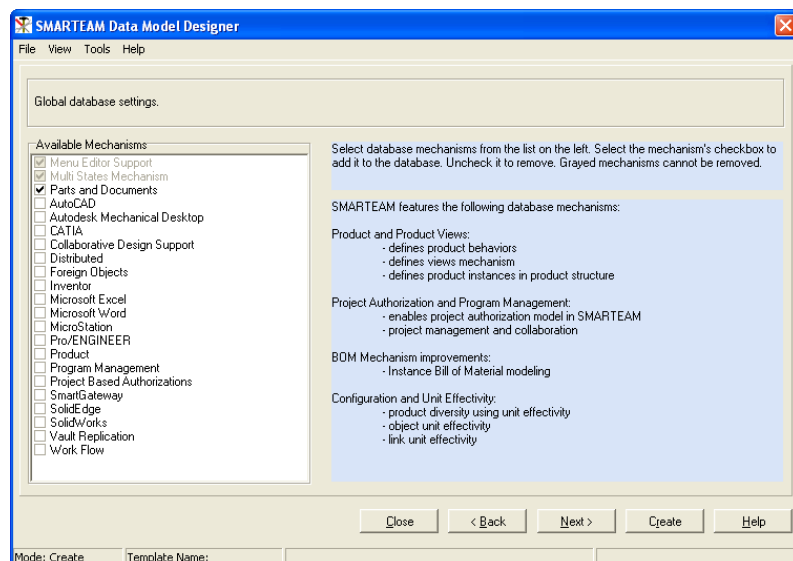 SMARTEAM Data Model Designer
File View Tools Help
Global database settings.
Available Mechanisms
Menu Editor Support
Multi States Mechanism
Parts and Documents
AutoCAD
Autodesk Mechanical Desktop
CATIA
Collaborative Design Support
Distributed
Foreign Objects
Inventor
Microsoft Excel
Microsoft Word
MicroStation
Pro/ENGINEER
Product
Program Management
Project Based Authorizations
SmartGateway
SolidEdge
SolidWorks
Vault Replication
Work Flow
Select database mechanisms from the list on the left. Select the mechanism's checkbox to
add it to the database. Uncheck it to remove. Grayed mechanisms cannot be removed.
SMARTEAM features the following database mechanisms:
Product and Product Views:
- defines product behaviors
- defines views mechanism
- defines product instances in product structure
Project Authorization and Program Management:
- enables project authorization model in SMARTEAM
- project management and collaboration
BOM Mechanism improvements:
- Instance Bill of Material modeling
Configuration and Unit Effectivity:
- product diversity using unit effectivity
- object unit effectivity
- link unit effectivity
Close < Back Next > Create Help
Mode: Create Template Name: